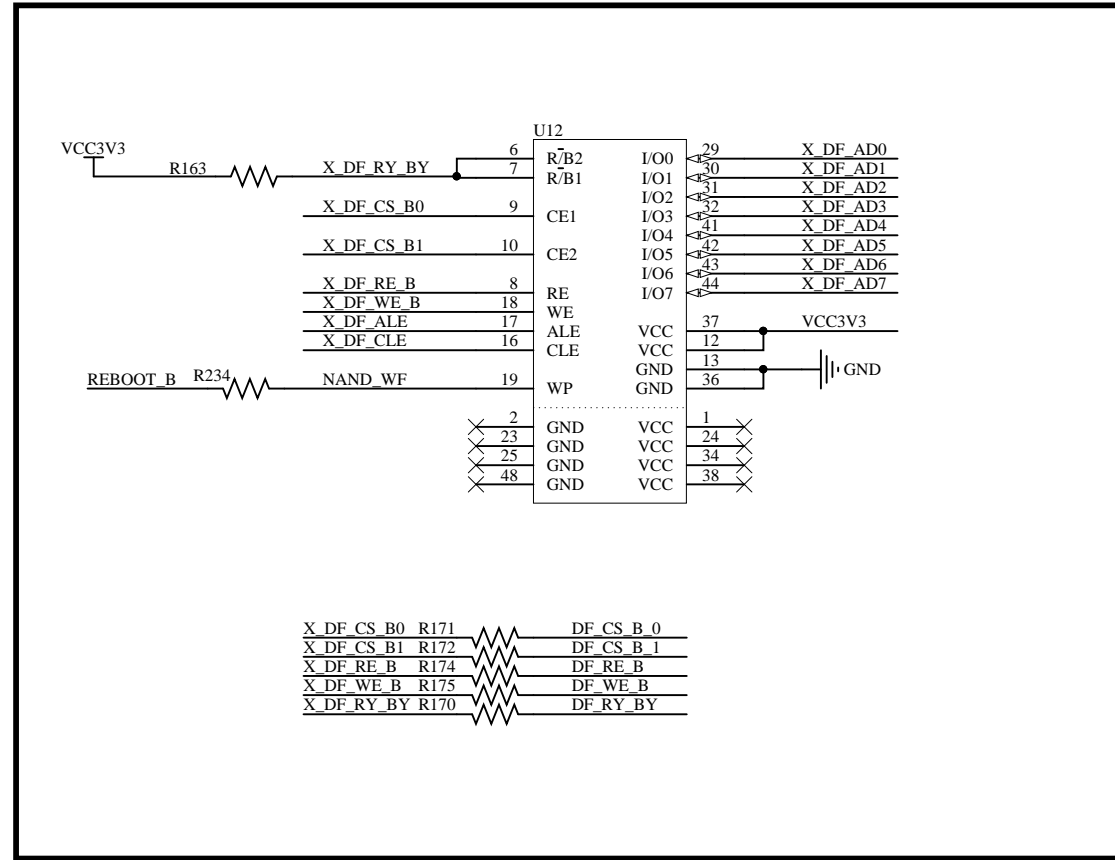 U12
VCC3V3
R163 X_DF_RY_BY 6 R/B2 I/O0 29 X_DF_AD0
7 R/B1 I/O1 30 X_DF_AD1
I/O2 31 X_DF_AD2
X_DF_CS_B0 9 CE1 I/O3 32 X_DF_AD3
I/O4 41 X_DF_AD4
X_DF_CS_B1 10 CE2 I/O5 42 X_DF_AD5
I/O6 43 X_DF_AD6
X_DF_RE_B 8 RE I/O7 44 X_DF_AD7
X_DF_WE_B 18 WE
X_DF_ALE 17 ALE VCC 37 VCC3V3
X_DF_CLE 16 CLE VCC 12
GND 13 GND
REBOOT_B R234 NAND_WF 19 WP GND 36
2 GND VCC 1
23 GND VCC 24
25 GND VCC 34
48 GND VCC 38
X_DF_CS_B0 R171 DF_CS_B_0
X_DF_CS_B1 R172 DF_CS_B_1
X_DF_RE_B R174 DF_RE_B
X_DF_WE_B R175 DF_WE_B
X_DF_RY_BY R170 DF_RY_BY